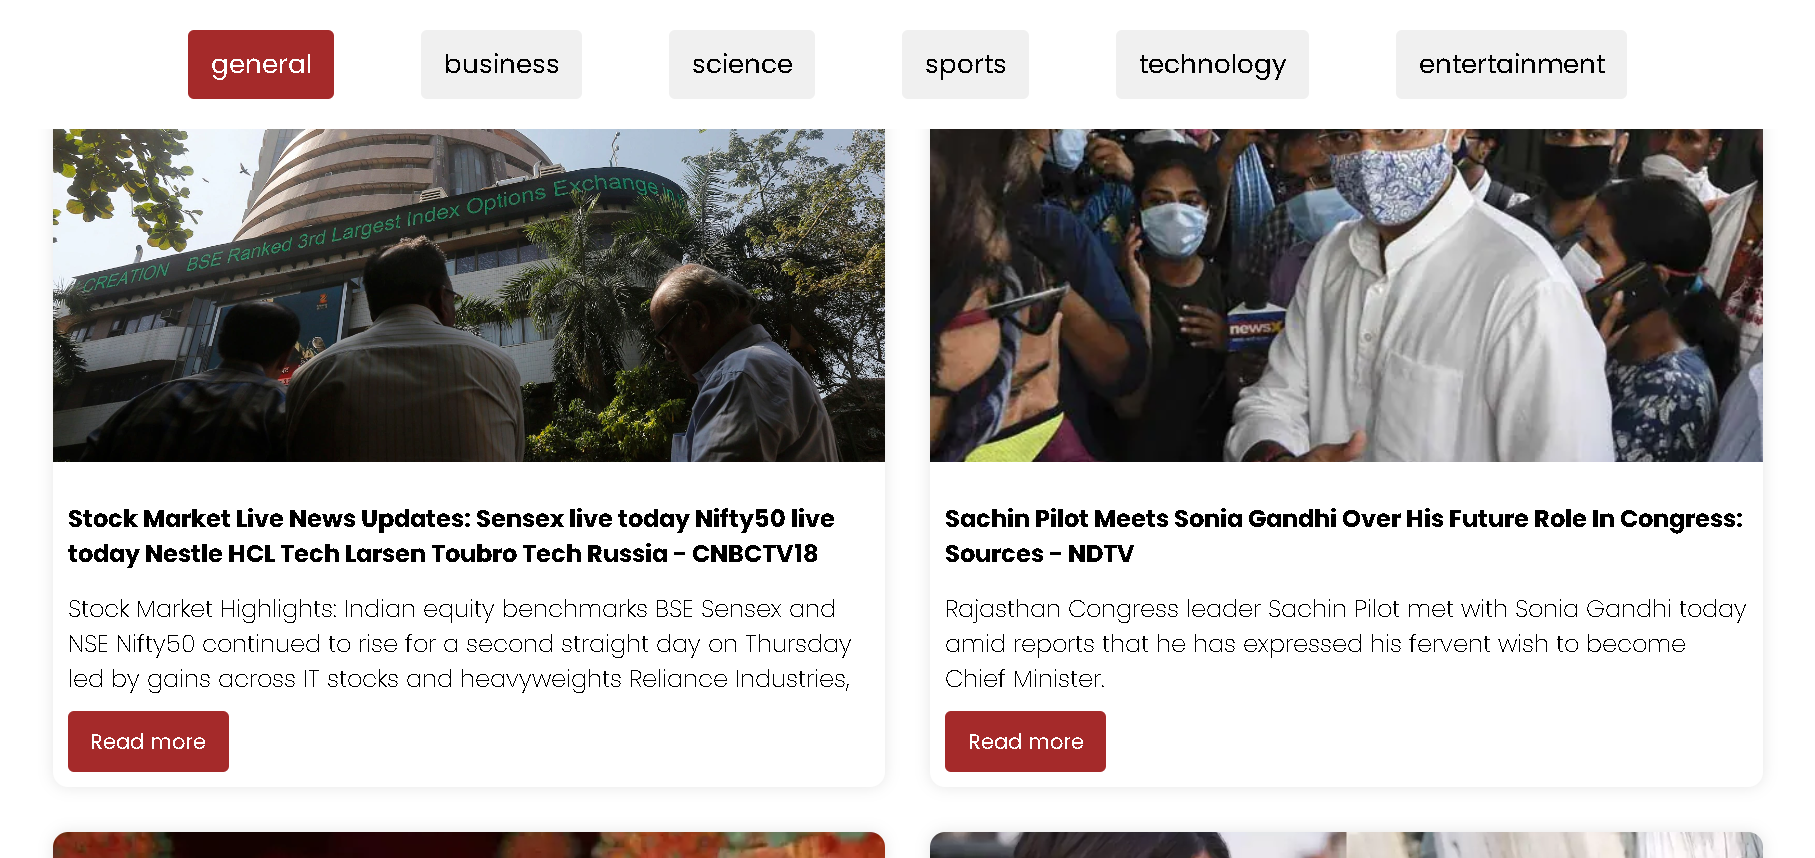 general
business
science
sports
technology
entertainment
-CREATION BSE Ranked 3rd Largest Index Options Exchange in
newsX
Stock Market Live News Updates: Sensex live today Nifty50 live
today Nestle HCL Tech Larsen Toubro Tech Russia - CNBCTV18
Stock Market Highlights: Indian equity benchmarks BSE Sensex and
NSE Nifty50 continued to rise for a second straight day on Thursday
led by gains across IT stocks and heavyweights Reliance Industries,
Read more
Sachin Pilot Meets Sonia Gandhi Over His Future Role In Congress:
Sources - NDTV
Rajasthan Congress leader Sachin Pilot met with Sonia Gandhi today
amid reports that he has expressed his fervent wish to become
Chief Minister.
Read more